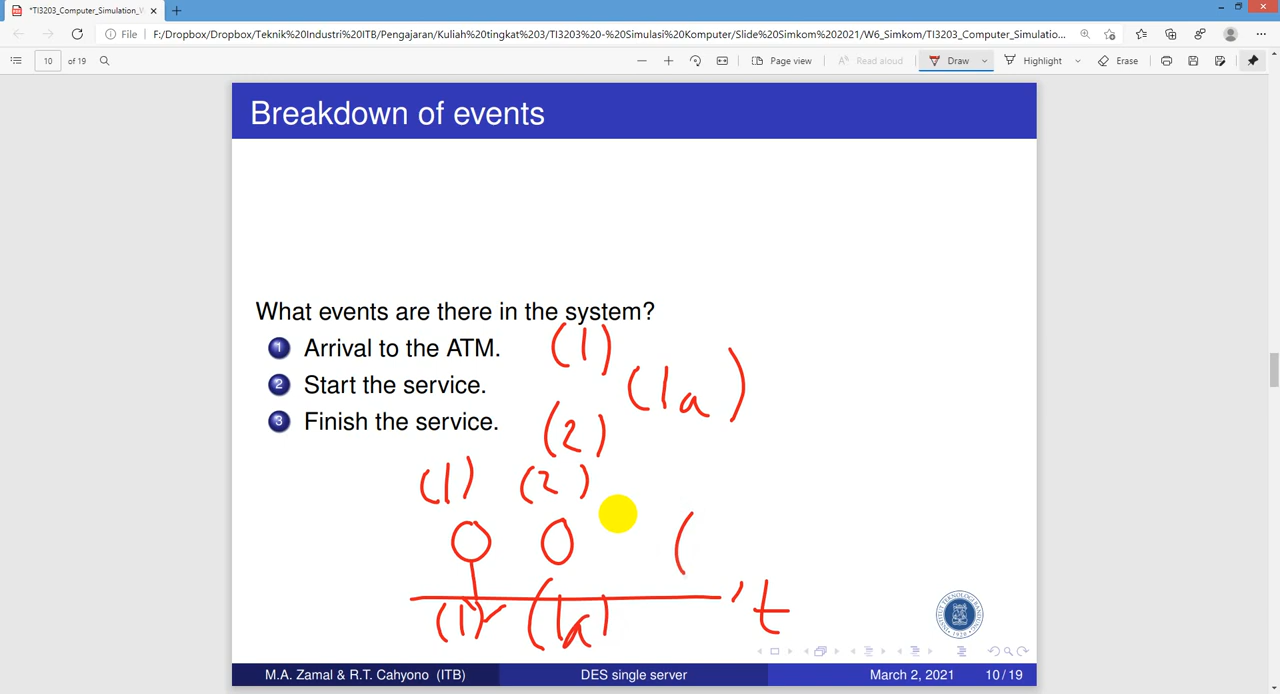 *TI3203_Computer_Simulation_W
File
F:/Dropbox/Dropbox/Teknik%20Industri%20ITB/Pengajaran/Kuliah%20tingkat%203/TI3203%20-%20Simulasi%20Komputer/Slide%20Simkom%202021/W6_Simkom/TI3203_Computer_Simulatio...
10 of 19
Page view
Read aloud
Draw
Highlight
Erase
Breakdown of events
What events are there in the system?
1 Arrival to the ATM. (1)
2 Start the service. (1a)
3 Finish the service. (2)
(1) (2)
(
(1) (1a) t
M.A. Zamal & R.T. Cahyono (ITB) DES single server March 2, 2021 10/19